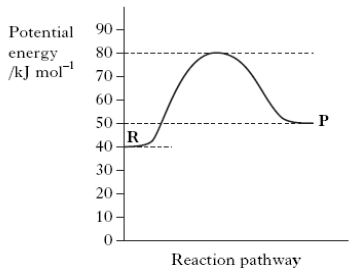 Potential
energy
/kJ mol⁻¹
90
80
70
60
50
40
30
20
10
0
R
P
Reaction pathway